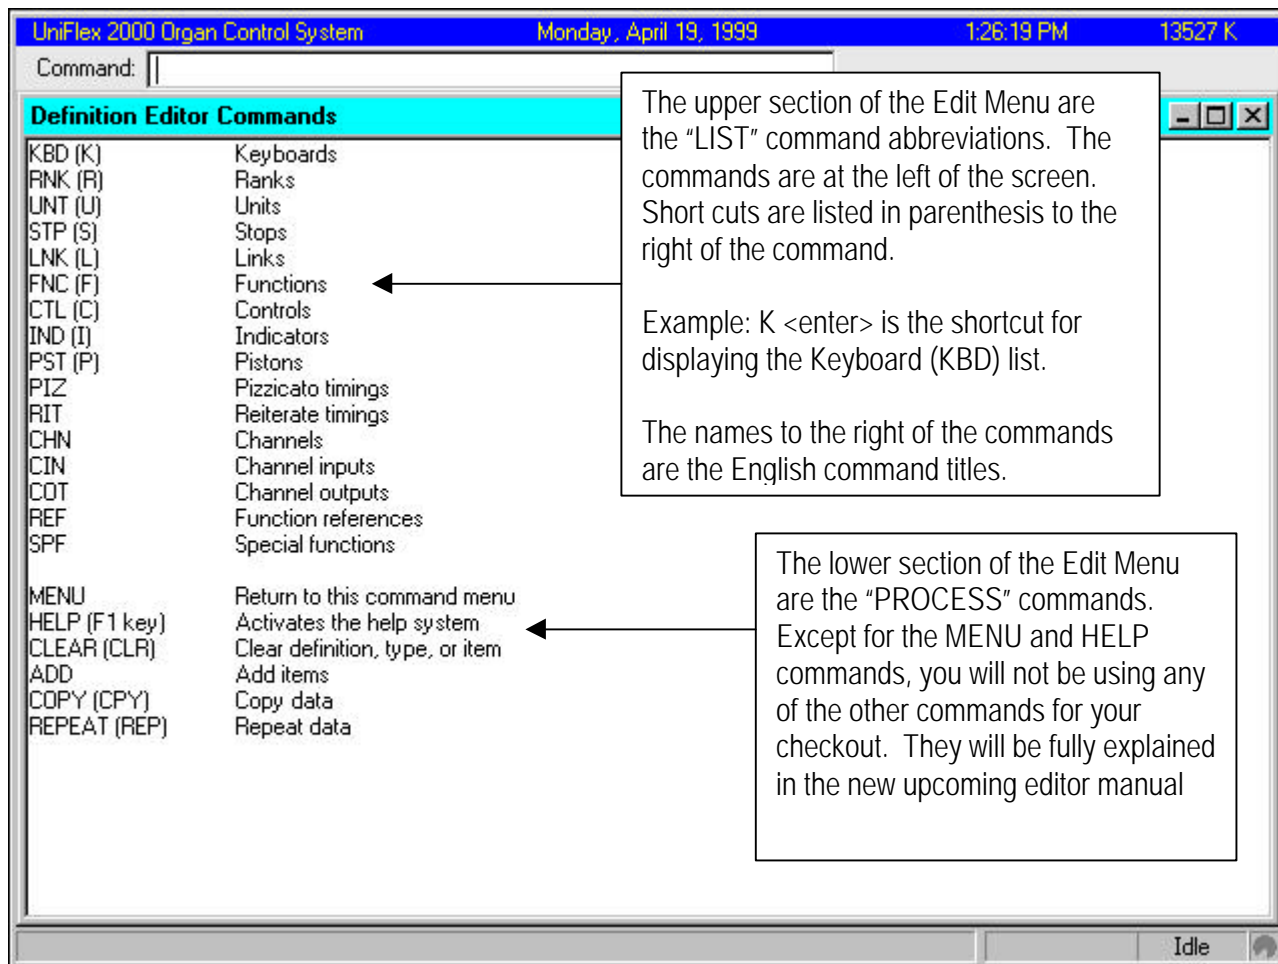 UniFlex 2000 Organ Control System Monday, April 19, 1999 1:26:19 PM 13527 K
Command:
Definition Editor Commands
KBD (K) Keyboards
RNK (R) Ranks
UNT (U) Units
STP (S) Stops
LNK (L) Links
FNC (F) Functions
CTL (C) Controls
IND (I) Indicators
PST (P) Pistons
PIZ Pizzicato timings
RIT Reiterate timings
CHN Channels
CIN Channel inputs
COT Channel outputs
REF Function references
SPF Special functions
MENU Return to this command menu
HELP (F1 key) Activates the help system
CLEAR (CLR) Clear definition, type, or item
ADD Add items
COPY (CPY) Copy data
REPEAT (REP) Repeat data
The upper section of the Edit Menu are
the “LIST” command abbreviations. The
commands are at the left of the screen.
Short cuts are listed in parenthesis to the
right of the command.
Example: K <enter> is the shortcut for
displaying the Keyboard (KBD) list.
The names to the right of the commands
are the English command titles.
The lower section of the Edit Menu
are the “PROCESS” commands.
Except for the MENU and HELP
commands, you will not be using any
of the other commands for your
checkout. They will be fully explained
in the new upcoming editor manual
Idle